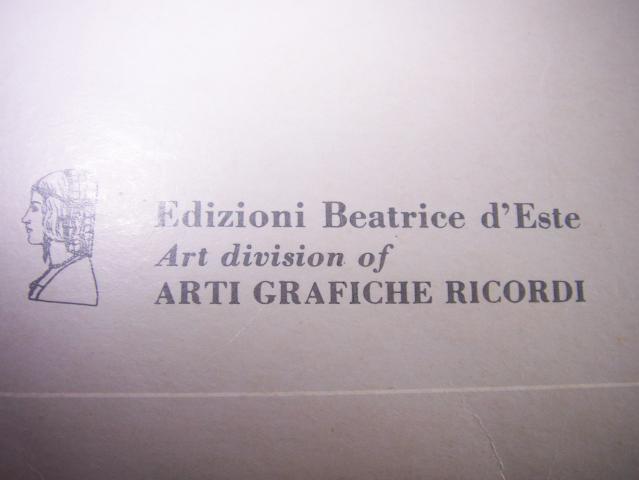 Edizioni Beatrice d'Este
Art division of
ARTI GRAFICHE RICORDI